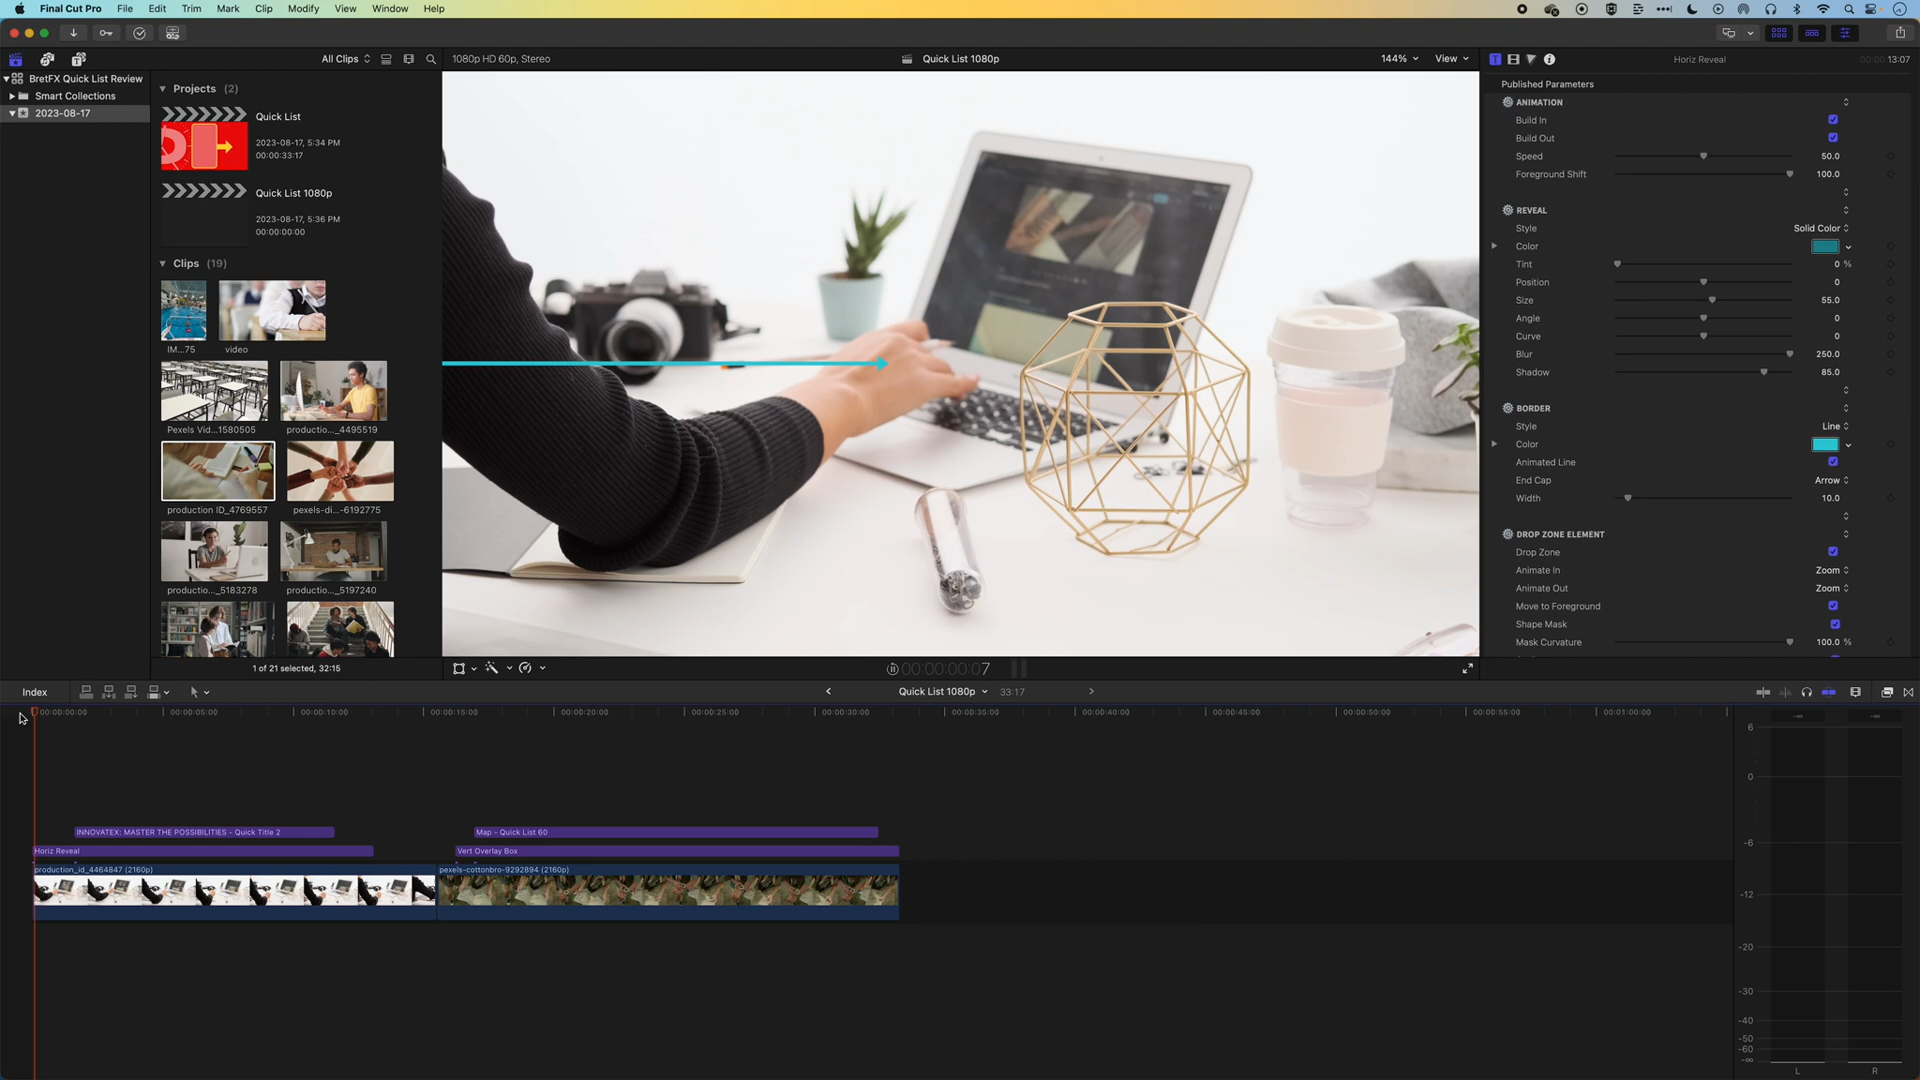 Final Cut Pro File Edit Trim Mark Clip Modify View Window Help
All Clips
1080p HD 60p, Stereo
Quick List 1080p
144%
View
Horiz Reveal
00:00:13:07
BretFX Quick List Review
Smart Collections
2023-08-17
Projects (2)
Quick List
2023-08-17, 5:34 PM
00:00:33:17
Quick List 1080p
2023-08-17, 5:36 PM
00:00:00:00
Clips (19)
IM...75
video
Pexels Vid...1580505
productio..._4495519
production ID_4769557
pexels-di...-6192775
productio..._5183278
productio..._5197240
1 of 21 selected, 32:15
Published Parameters
ANIMATION
Build In
Build Out
Speed 50.0
Foreground Shift 100.0
REVEAL
Style Solid Color
Color
Tint 0 %
Position 0
Size 55.0
Angle 0
Curve 0
Blur 250.0
Shadow 85.0
BORDER
Style Line
Color
Animated Line
End Cap Arrow
Width 10.0
DROP ZONE ELEMENT
Drop Zone
Animate In Zoom
Animate Out Zoom
Move to Foreground
Shape Mask
Mask Curvature 100.0 %
00:00:00:07
Index
Quick List 1080p
33:17
00:00:00:00
00:00:05:00
00:00:10:00
00:00:15:00
00:00:20:00
00:00:25:00
00:00:30:00
00:00:35:00
00:00:40:00
00:00:45:00
00:00:50:00
00:00:55:00
00:01:00:00
INNOVATEX: MASTER THE POSSIBILITIES - Quick Title 2
Map - Quick List 60
Horiz Reveal
Vert Overlay Box
production_id_4464847 (2160p)
pexels-cottonbro-9292894 (2160p)
-∞ -∞
6
0
-6
-12
-20
-30
-40
-50
-60
-∞
L R